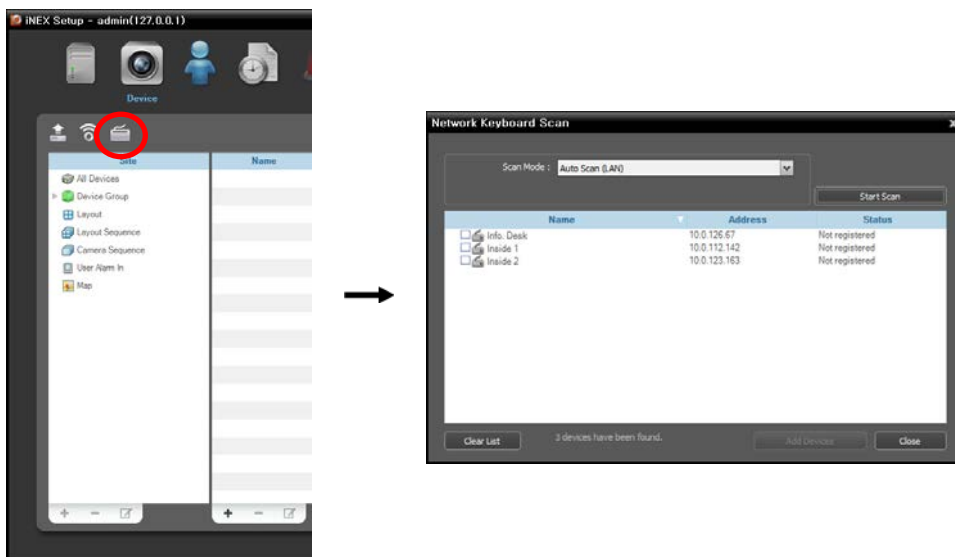 iNEX Setup - admin(127.0.0.1)
Device
Site
Name
All Devices
Device Group
Layout
Layout Sequence
Camera Sequence
User Alarm In
Map
Network Keyboard Scan
Scan Mode : Auto Scan (LAN)
Start Scan
Name Address Status
Info. Desk 10.0.126.67 Not registered
Inside 1 10.0.112.142 Not registered
Inside 2 10.0.123.163 Not registered
Clear List 3 devices have been found. Add Devices Close